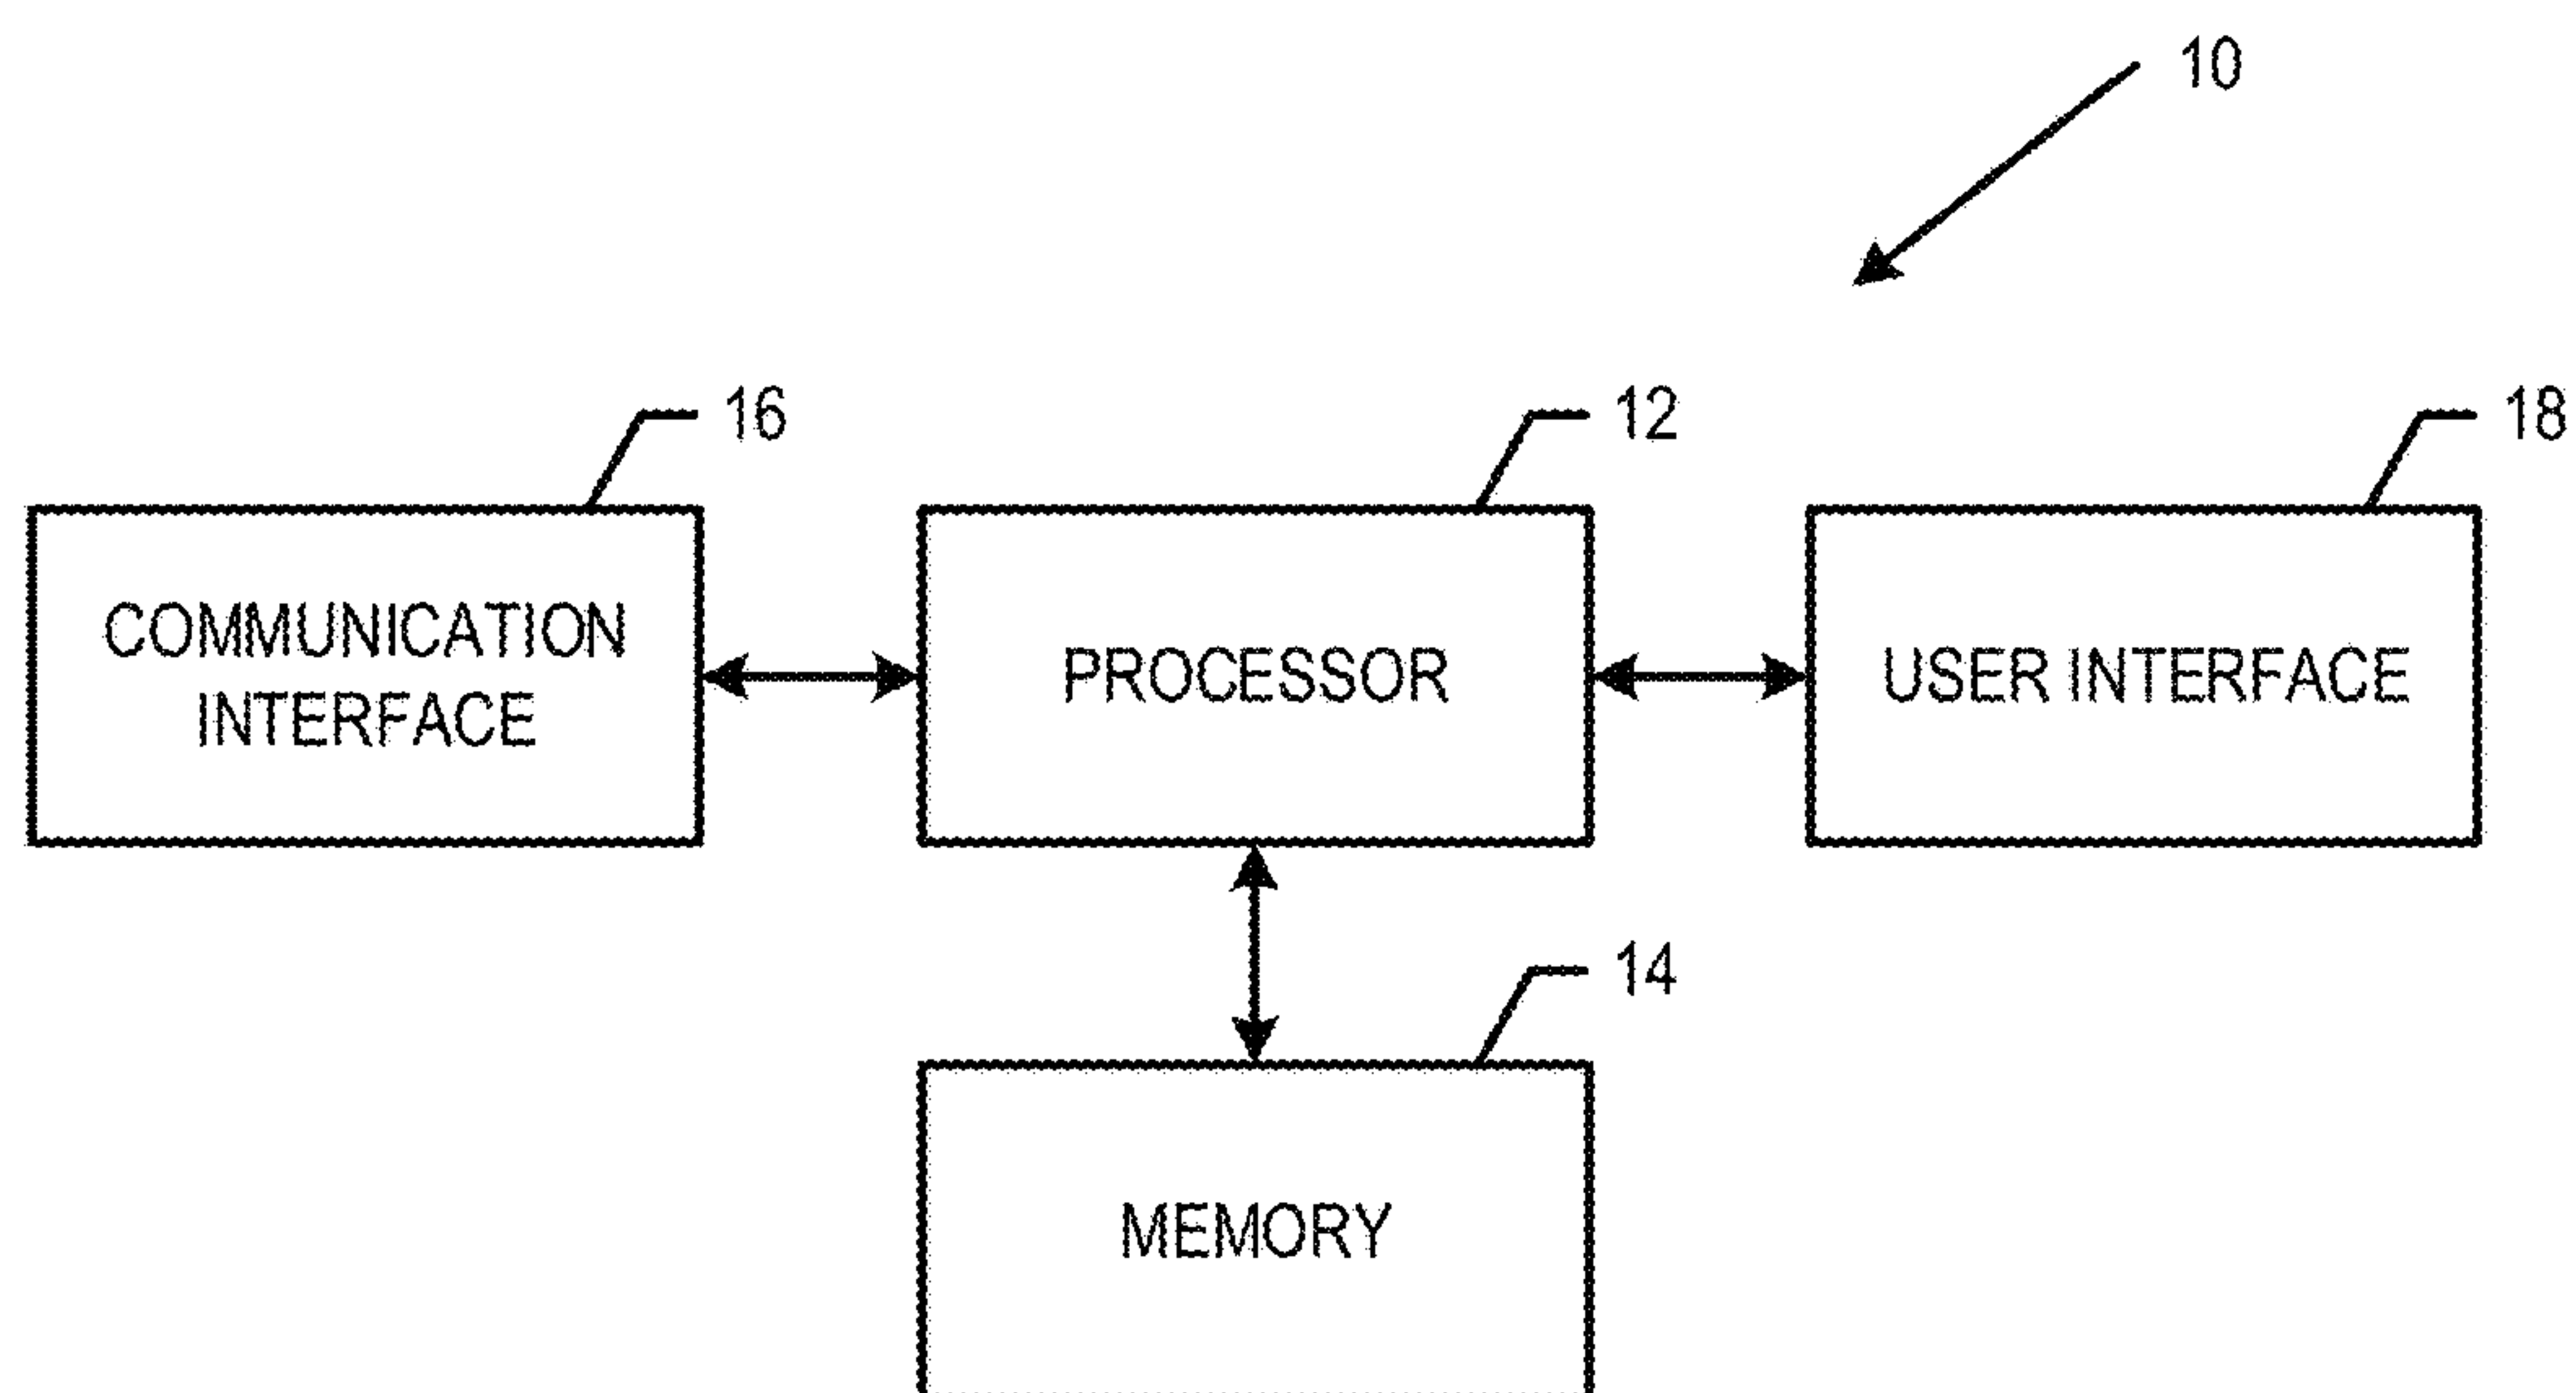 10
16
12
18
COMMUNICATION
INTERFACE
PROCESSOR
USER INTERFACE
14
MEMORY